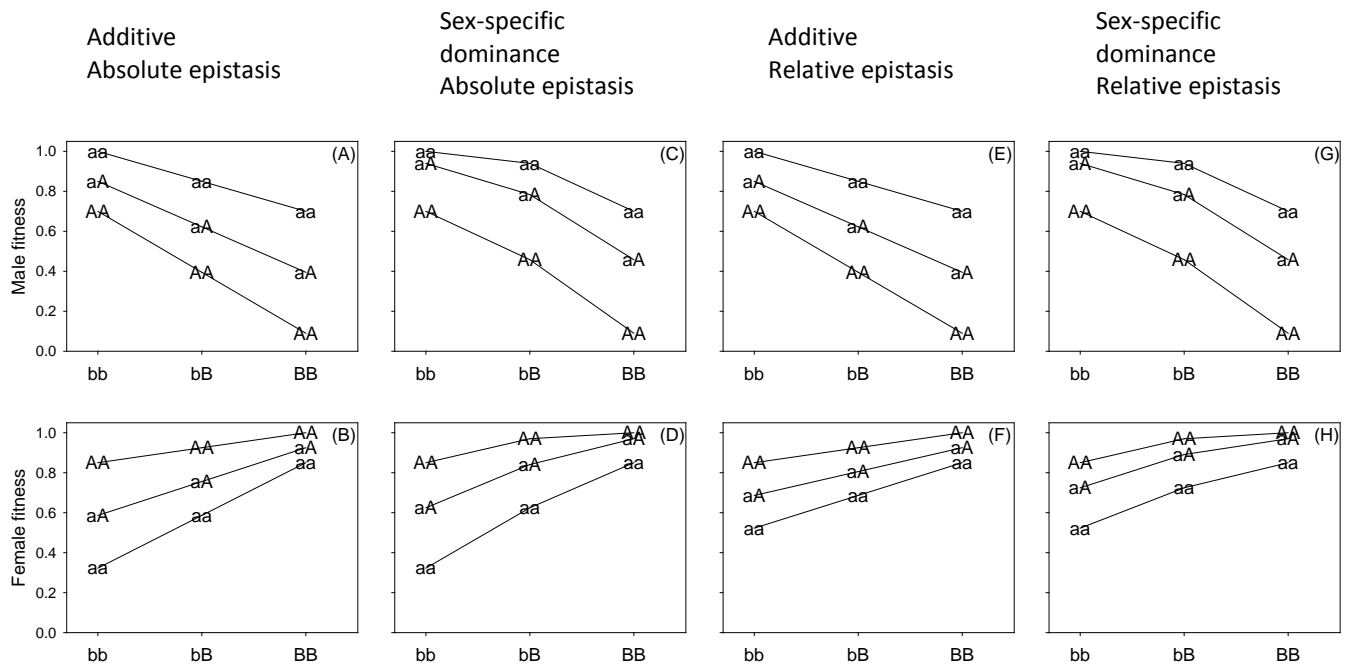 Additive
Absolute epistasis
Sex-specific
dominance
Absolute epistasis
Additive
Relative epistasis
Sex-specific
dominance
Relative epistasis
Male fitness
1.0
0.8
0.6
0.4
0.2
0.0
(A)
aa
aA
AA
aa
aA
AA
aa
aA
AA
bb bB BB
(C)
aa
aA
AA
aa
aA
AA
aa
aA
AA
bb bB BB
(E)
aa
aA
AA
aa
aA
AA
aa
aA
AA
bb bB BB
(G)
aa
aA
AA
aa
aA
AA
aa
aA
AA
bb bB BB
Female fitness
1.0
0.8
0.6
0.4
0.2
0.0
(B)
AA
aA
aa
AA
aA
aa
AA
aA
aa
bb bB BB
(D)
AA
aA
aa
AA
aA
aa
AA
aA
aa
bb bB BB
(F)
AA
aA
aa
AA
aA
aa
AA
aA
aa
bb bB BB
(H)
AA
aA
aa
AA
aA
aa
AA
aA
aa
bb bB BB